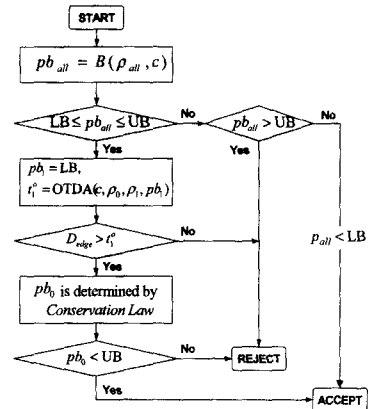 START
pb_all = B(ρ_all, c)
LB ≤ pb_all ≤ UB
No
pb_all > UB
No
Yes
Yes
pb_1 = LB,
t_1^o = OTDA(c, ρ_0, ρ_1, pb_1)
p_all < LB
D_edge > t_1^o
No
Yes
pb_0 is determined by
Conservation Law
pb_0 < UB
No
REJECT
Yes
ACCEPT